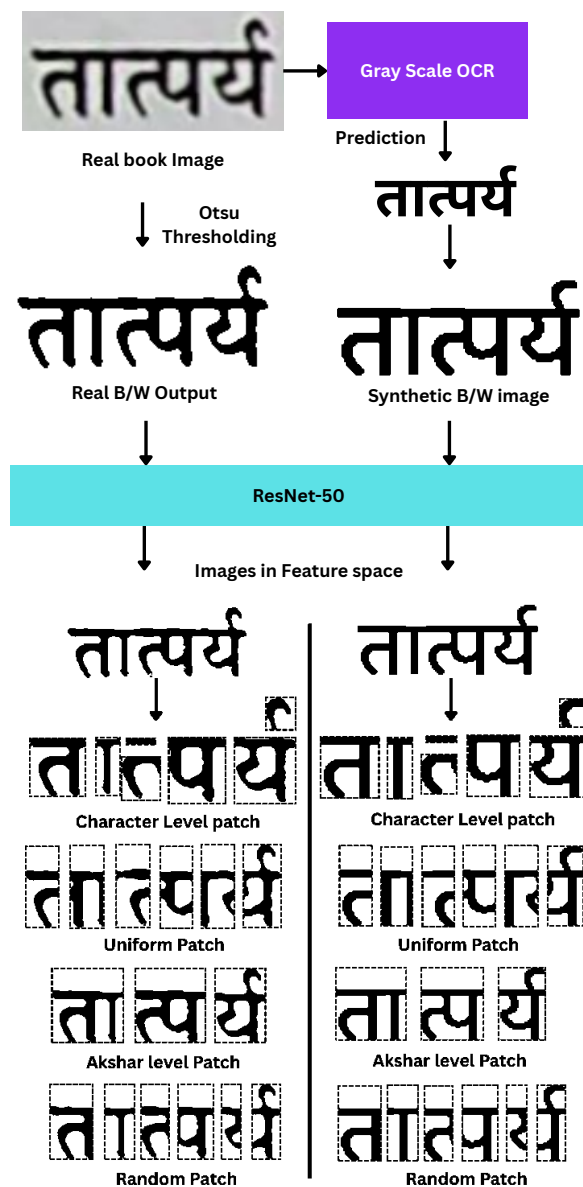 तात्पर्य
Gray Scale OCR
Real book Image
Prediction
तात्पर्य
Otsu
Thresholding
तात्पर्य
तात्पर्य
Real B/W Output
Synthetic B/W image
ResNet-50
Images in Feature space
तात्पर्य
तात्पर्य
Character Level patch
Character Level patch
Uniform Patch
Uniform Patch
ता त्प र्य
ता त्प र्य
Akshar level Patch
Akshar level Patch
Random Patch
Random Patch